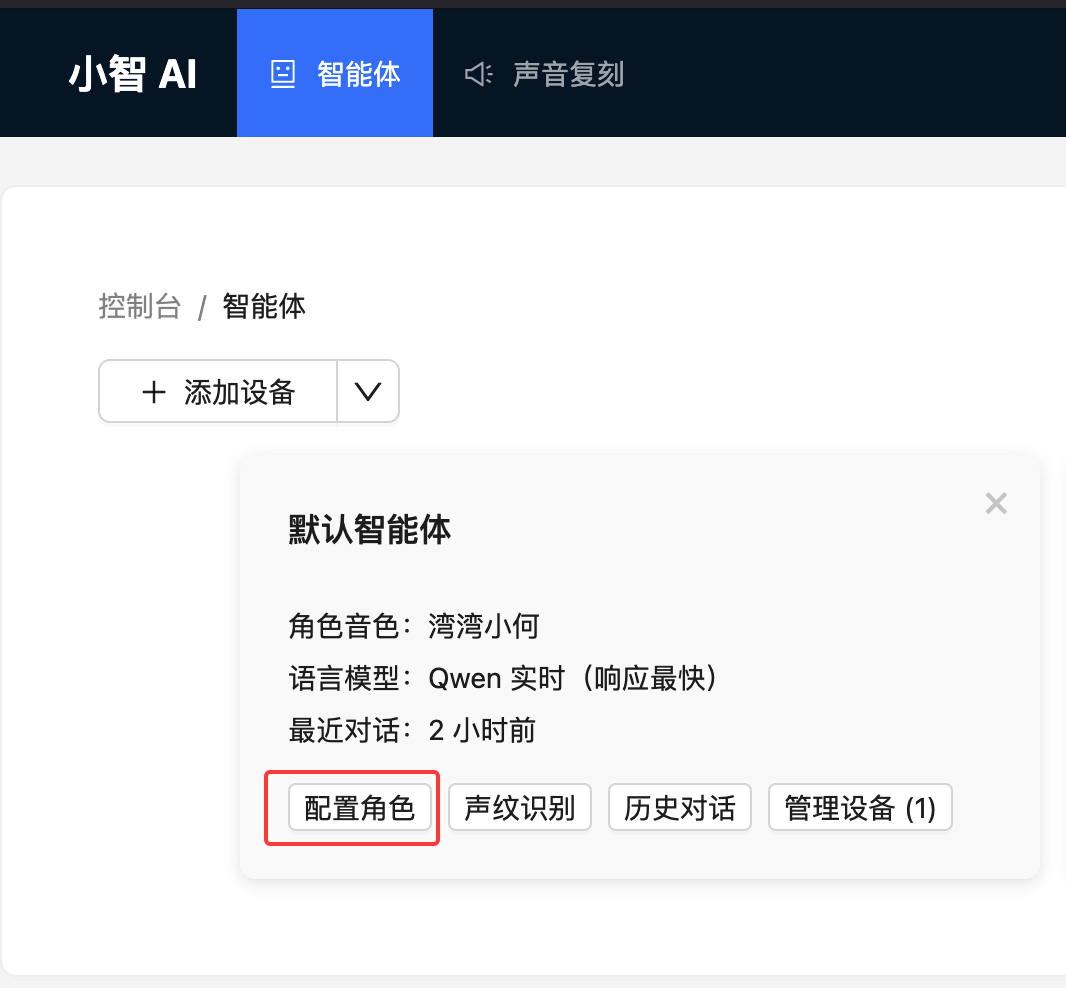 小智 AI
智能体
声音复刻
控制台 / 智能体
添加设备
默认智能体
角色音色：湾湾小何
语言模型：Qwen 实时（响应最快）
最近对话：2 小时前
配置角色
声纹识别
历史对话
管理设备 (1)